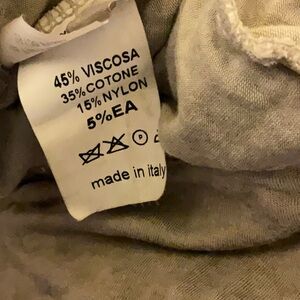 45% VISCOSA
35% COTONE
15% NYLON
5% EA
P
made in italy